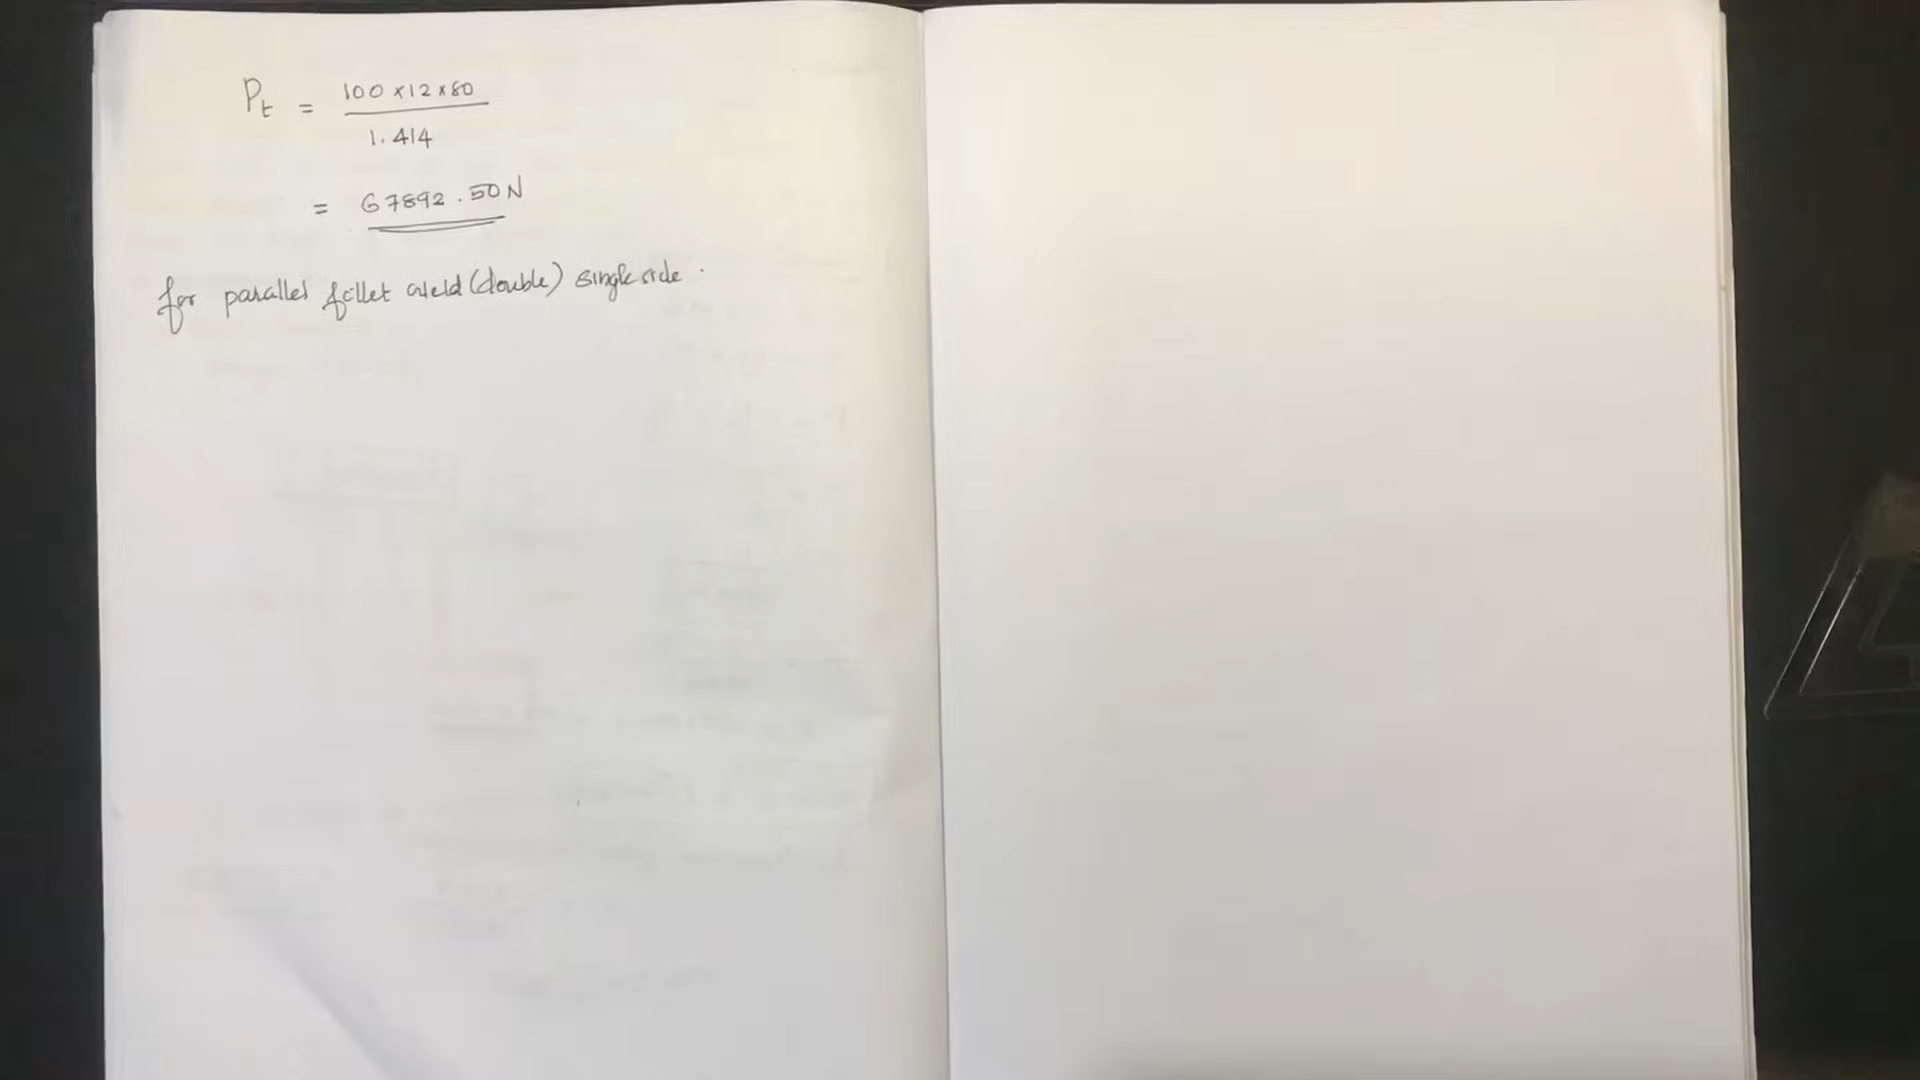 Pt = 100 × 12 × 80
1.414
= 67892.50 N
for parallel fillet weld (double) single side.